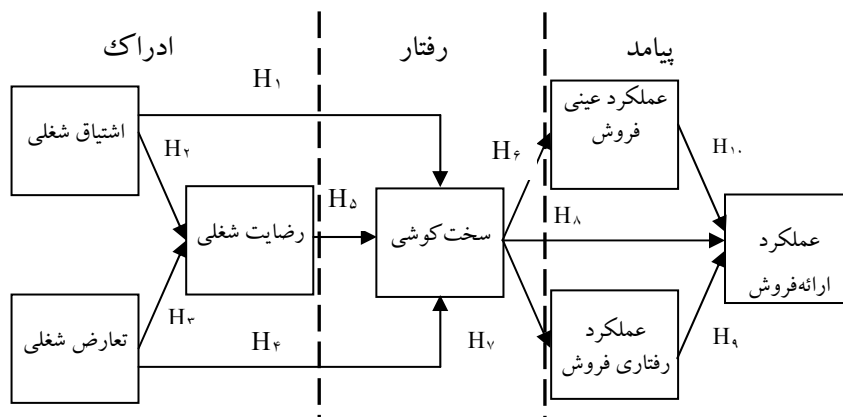 ادراک
رفتار
پیامد
اشتیاق شغلی
تعارض شغلی
رضایت شغلی
سخت‌کوشی
عملکرد عینی
فروش
عملکرد
رفتاری فروش
عملکرد
ارائه‌فروش
H۱
H۲
H۳
H۴
H۵
H۶
H۷
H۸
H۹
H۱۰